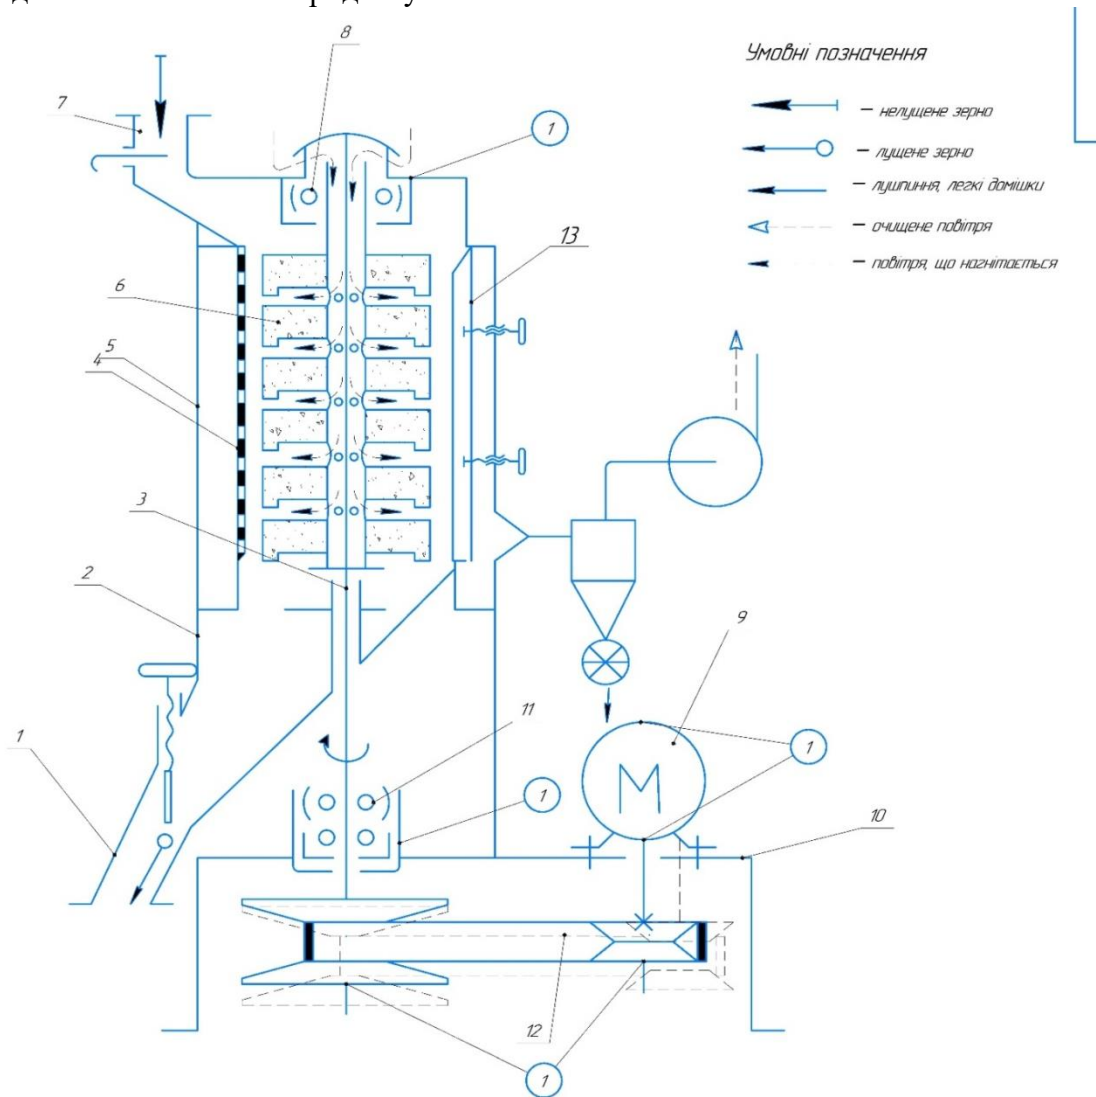 8
Умовні позначення
7
1
– нелущене зерно
– лущене зерно
– лушпиння, легкі домішки
13
– очищене повітря
– повітря, що нагнітається
6
5
4
3
2
9
11
1
1
1
M
10
12
1